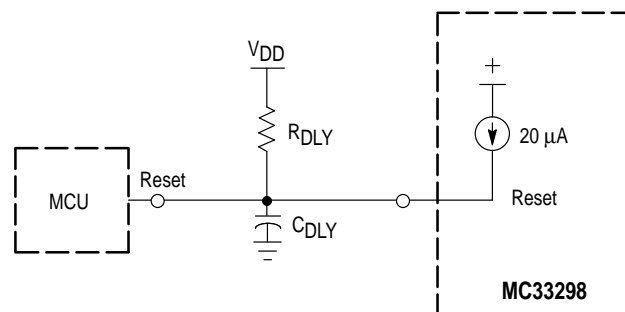 VDD
+
RDLY
20 µA
Reset
MCU
Reset
CDLY
MC33298